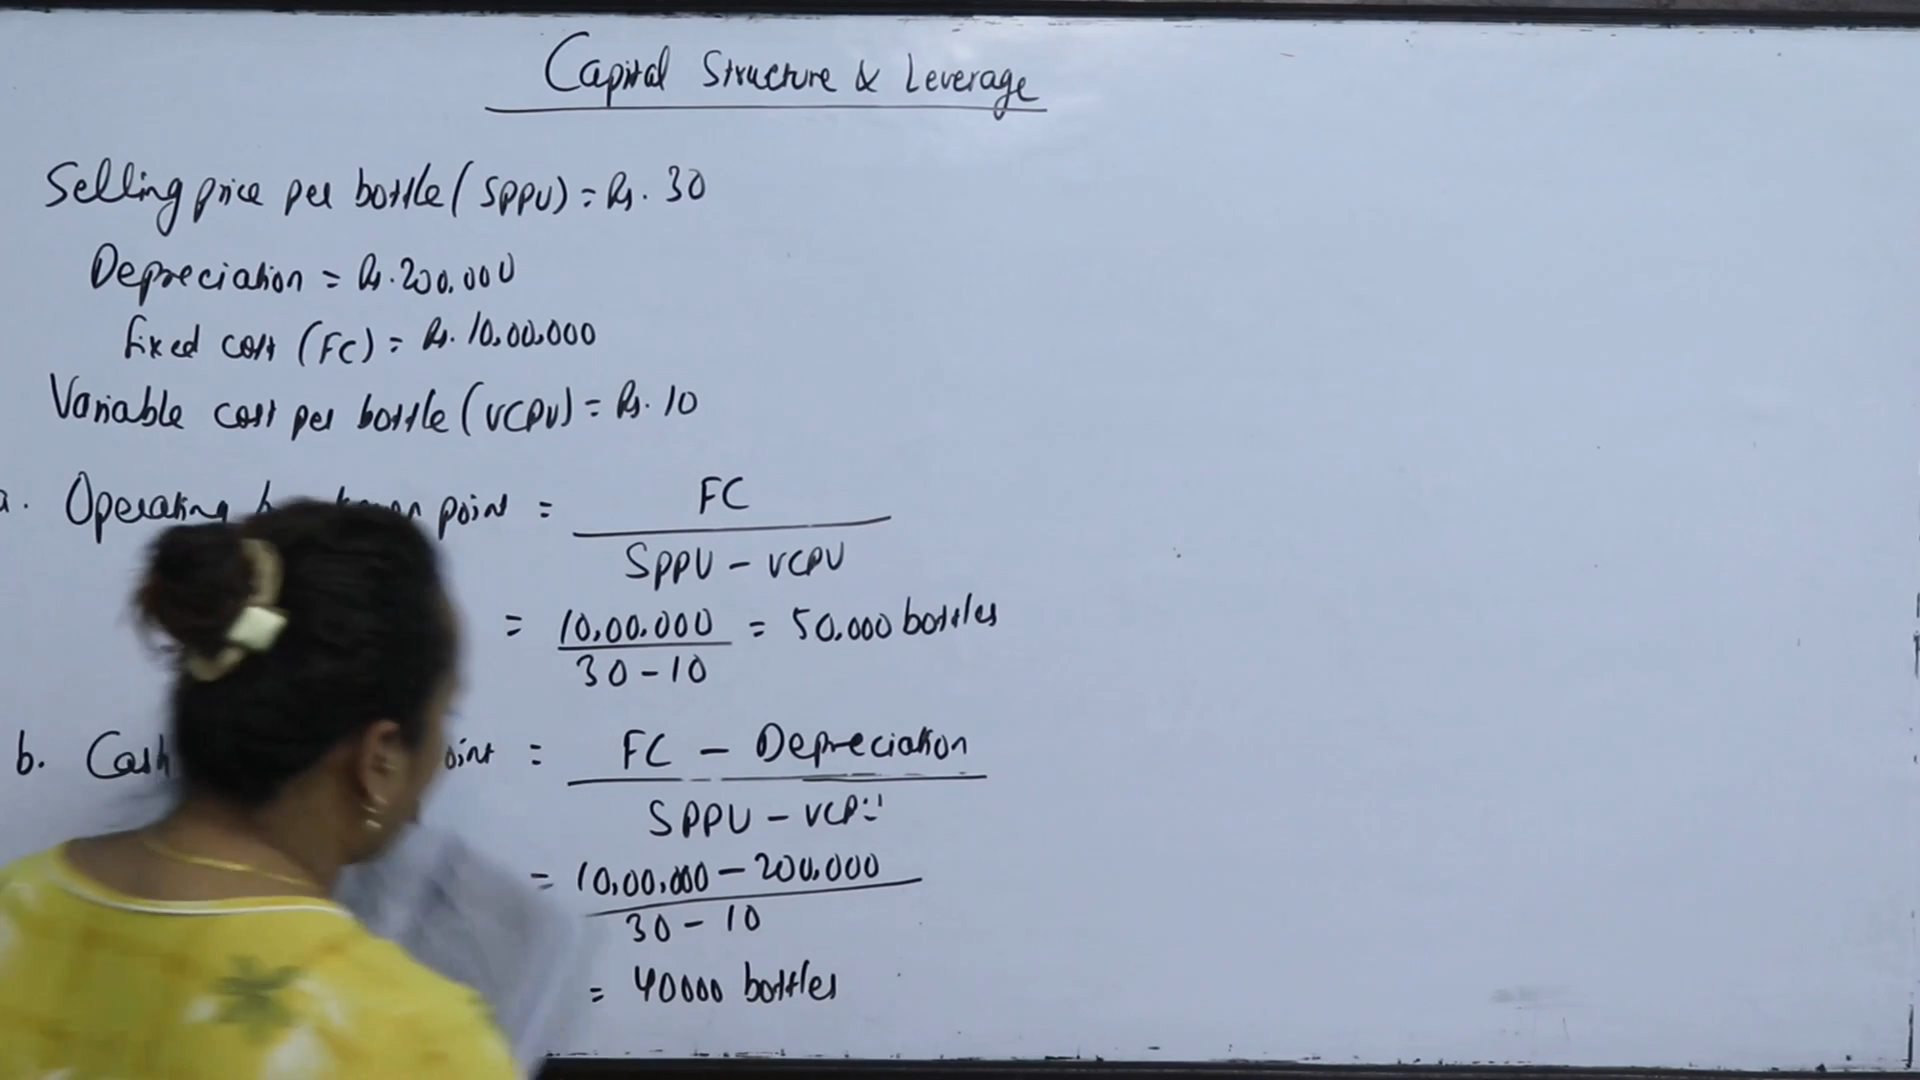 Capital Structure & Leverage
Selling price per bottle (SPPU) = Rs. 30
Depreciation = Rs. 200,000
Fixed cost (FC) = Rs. 10,00,000
Variable cost per bottle (VCPU) = Rs. 10
a. Operating point = FC
SPPU - VCPU
= 10,00,000 = 50,000 bottles
30 - 10
b. Cash = FC - Depreciation
SPPU - VCPU
= 10,00,000 - 200,000
30 - 10
= 40000 bottles